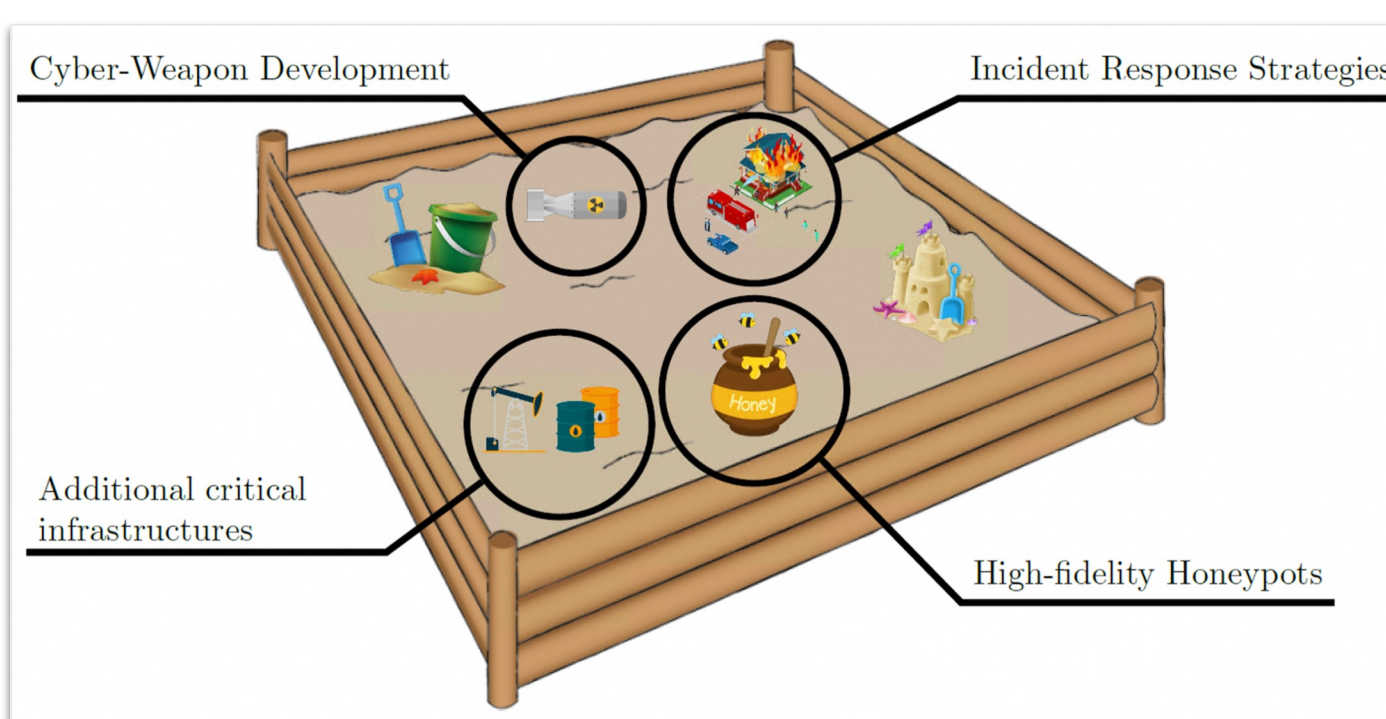 Cyber-Weapon Development
Incident Response Strategies
Honey
Additional critical
infrastructures
High-fidelity Honeypots